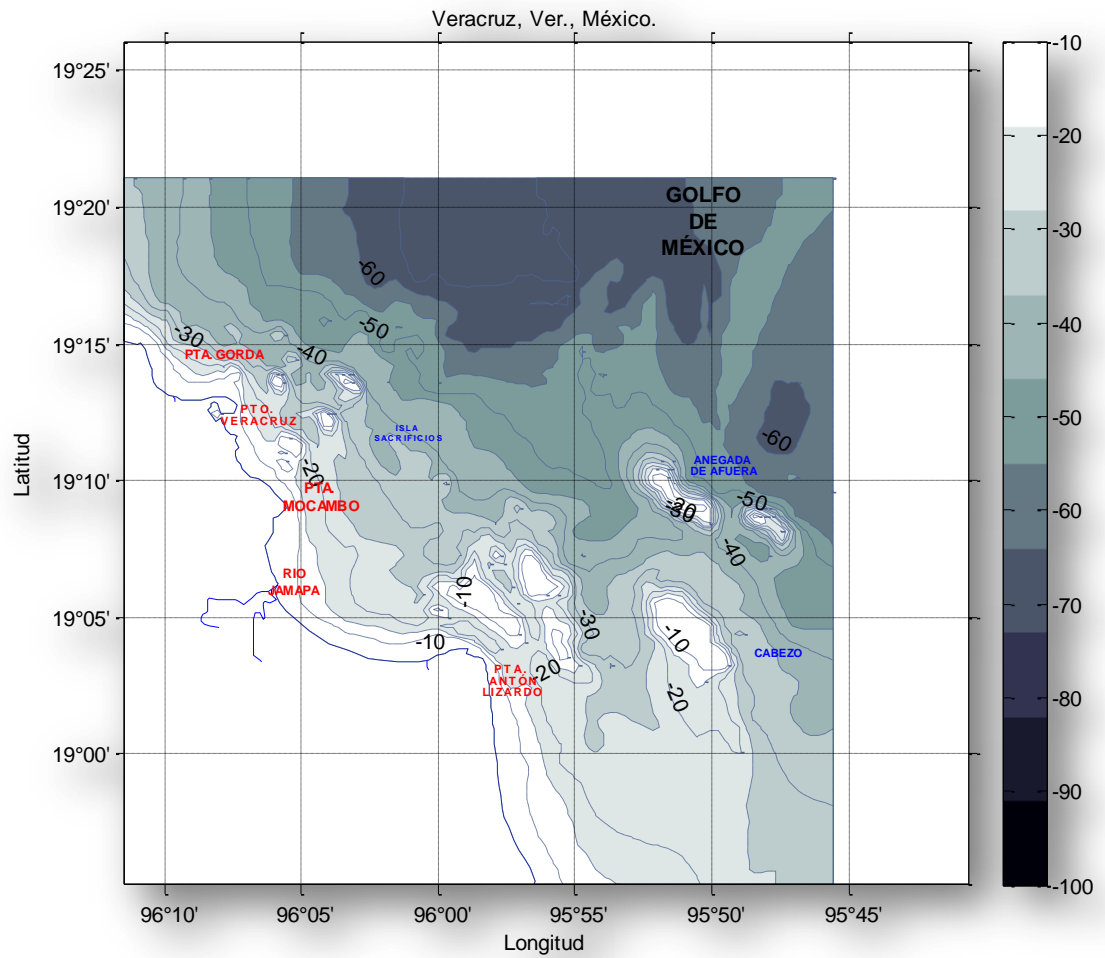 Veracruz, Ver., México.
19°25'
19°20'
19°15'
19°10'
19°05'
19°00'
Latitud
GOLFO
DE
MÉXICO
-60
-50
-40
-30
PTA. GORDA
PTO.
VERACRUZ
ISLA
SACRIFICIOS
-60
ANEGADA
DE AFUERA
-20
PTA.
MOCAMBO
-20
-30
-50
-40
RIO
JAMAPA
-10
-30
-10
-10
CABEZO
PTA.
ANTÓN
LIZARDO
-20
-20
96°10'
96°05'
96°00'
95°55'
95°50'
95°45'
Longitud
-10
-20
-30
-40
-50
-60
-70
-80
-90
-100